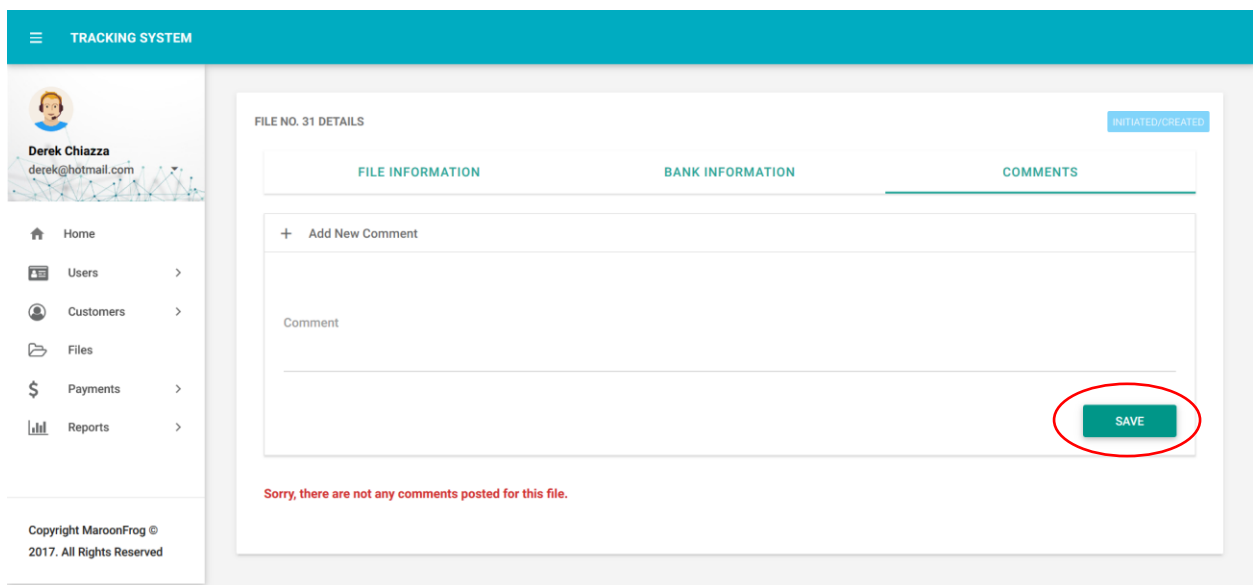 TRACKING SYSTEM
Derek Chiazza
derek@hotmail.com
Home
Users
Customers
Files
Payments
Reports
Copyright MaroonFrog ©
2017. All Rights Reserved
FILE NO. 31 DETAILS
INITIATED/CREATED
FILE INFORMATION
BANK INFORMATION
COMMENTS
+ Add New Comment
Comment
SAVE
Sorry, there are not any comments posted for this file.